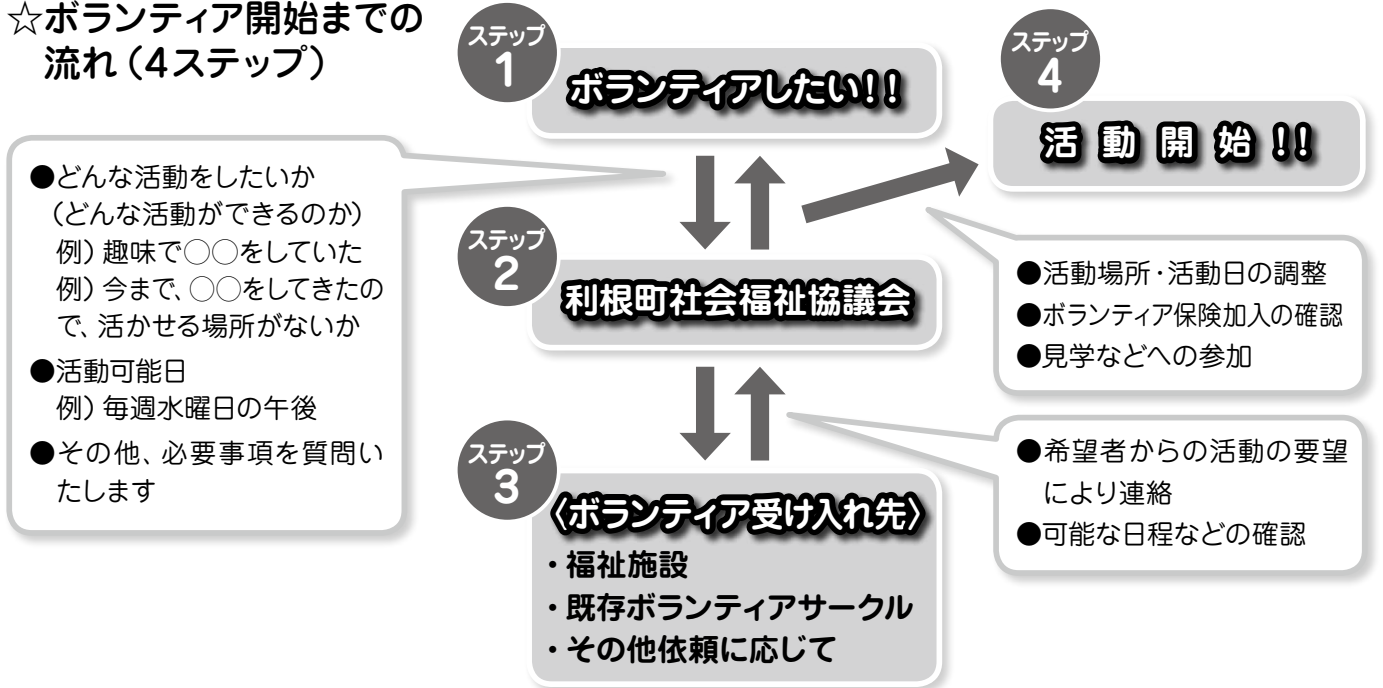 ☆ボランティア開始までの
流れ（4ステップ）
ステップ
1
ボランティアしたい!!
●どんな活動をしたいか
（どんな活動ができるのか）
例）趣味で○○をしていた
例）今まで、○○をしてきたの
で、活かせる場所がないか
●活動可能日
例）毎週水曜日の午後
●その他、必要事項を質問い
たします
ステップ
2
利根町社会福祉協議会
ステップ
3
〈ボランティア受け入れ先〉
・福祉施設
・既存ボランティアサークル
・その他依頼に応じて
●希望者からの活動の要望
により連絡
●可能な日程などの確認
ステップ
4
活動開始!!
●活動場所・活動日の調整
●ボランティア保険加入の確認
●見学などへの参加